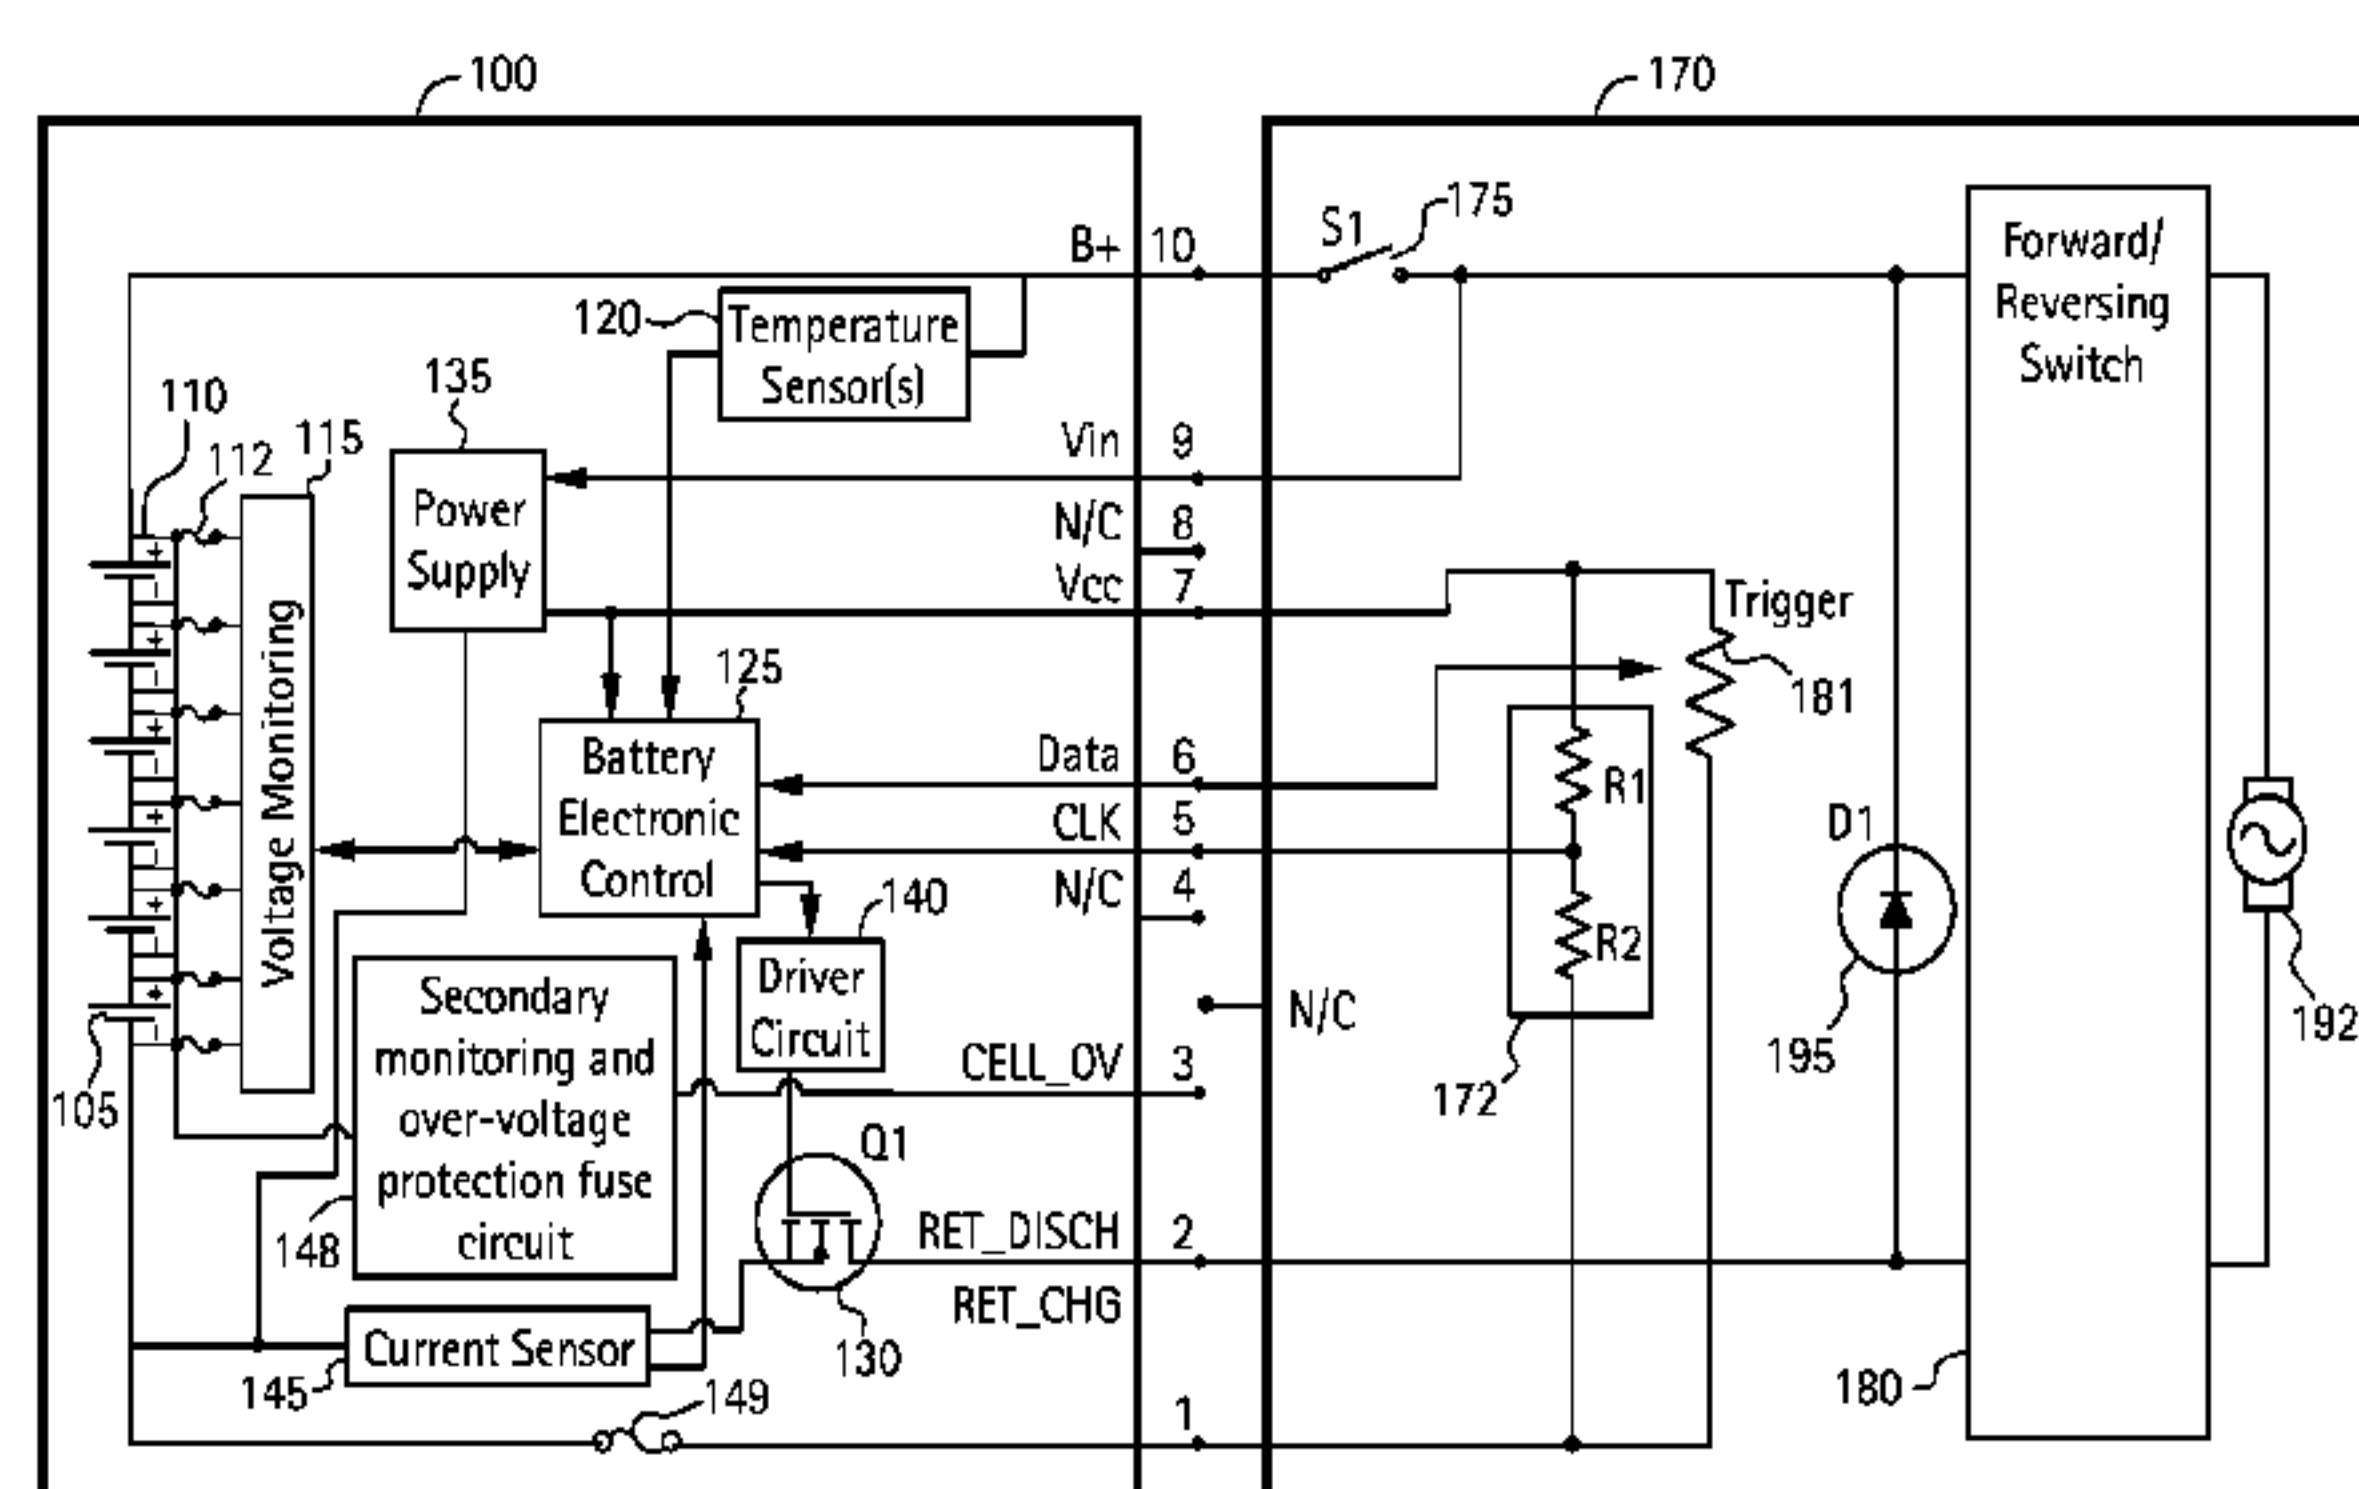 100
170
B+ 10
S1
175
120
Temperature
Sensor(s)
Forward/
Reversing
Switch
135
110
112
115
Power
Supply
Vin 9
N/C 8
Vcc 7
Trigger
181
Voltage Monitoring
125
Battery
Electronic
Control
Data 6
CLK 5
N/C 4
R1
R2
D1
140
Driver
Circuit
N/C
172
195
192
105
Secondary
monitoring and
over-voltage
protection fuse
circuit
148
CELL_OV 3
Q1
RET_DISCH 2
RET_CHG
130
Current Sensor
145
149
1
180
+
-
+
-
+
-
+
-
+
-
+
-